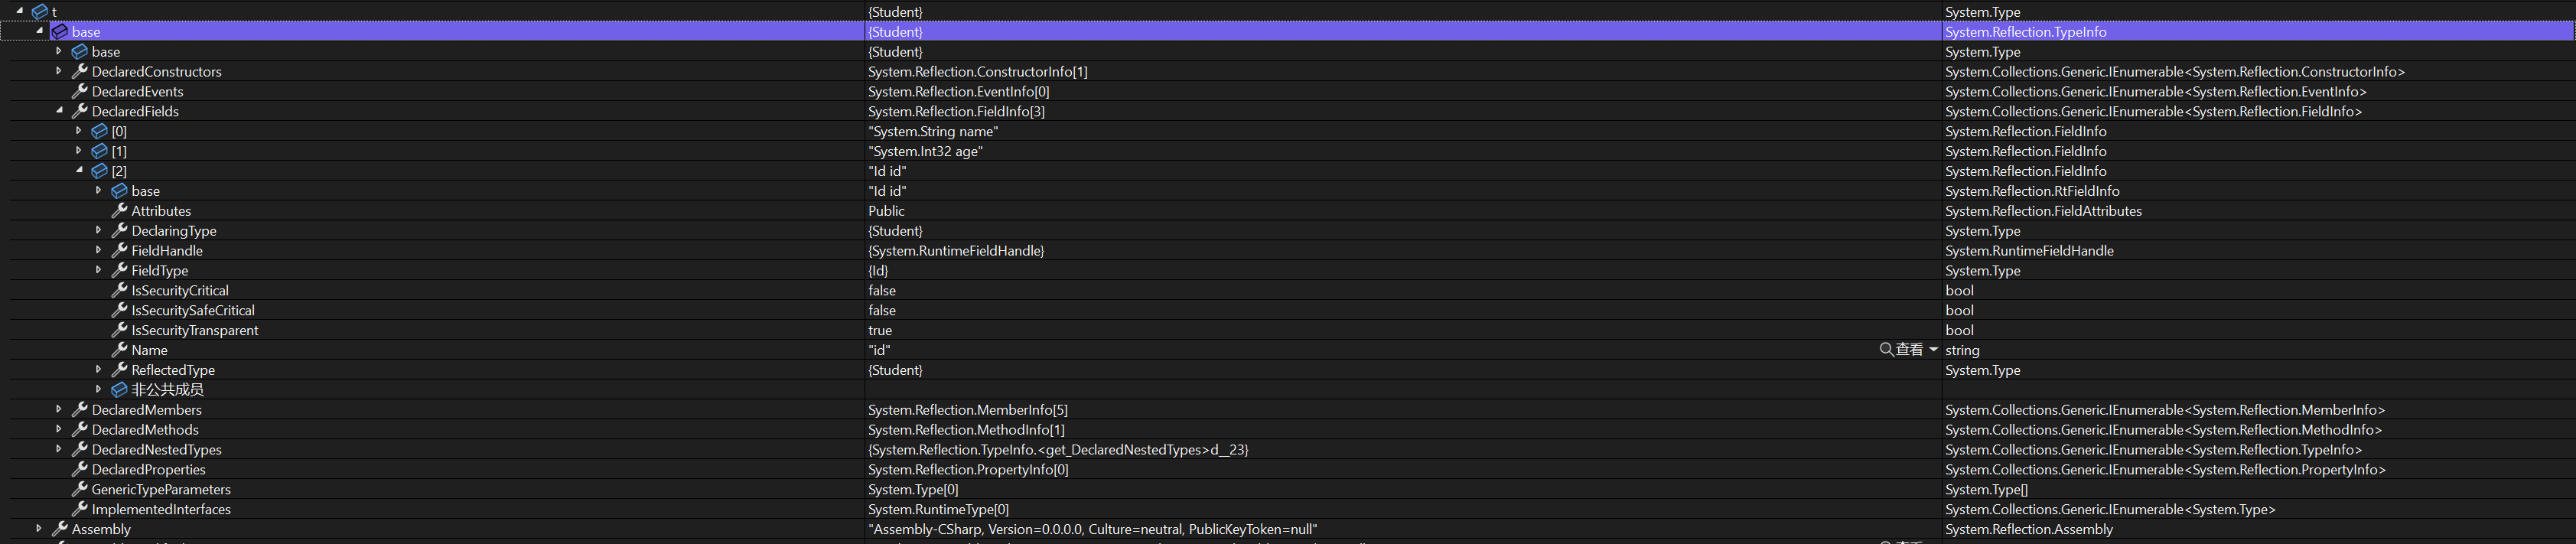 t {Student} System.Type
base {Student} System.Reflection.TypeInfo
base {Student} System.Type
DeclaredConstructors System.Reflection.ConstructorInfo[1] System.Collections.Generic.IEnumerable<System.Reflection.ConstructorInfo>
DeclaredEvents System.Reflection.EventInfo[0] System.Collections.Generic.IEnumerable<System.Reflection.EventInfo>
DeclaredFields System.Reflection.FieldInfo[3] System.Collections.Generic.IEnumerable<System.Reflection.FieldInfo>
[0] "System.String name" System.Reflection.FieldInfo
[1] "System.Int32 age" System.Reflection.FieldInfo
[2] "Id id" System.Reflection.FieldInfo
base "Id id" System.Reflection.RtFieldInfo
Attributes Public System.Reflection.FieldAttributes
DeclaringType {Student} System.Type
FieldHandle {System.RuntimeFieldHandle} System.RuntimeFieldHandle
FieldType {Id} System.Type
IsSecurityCritical false bool
IsSecuritySafeCritical false bool
IsSecurityTransparent true bool
Name "id" 查看 string
ReflectedType {Student} System.Type
非公共成员
DeclaredMembers System.Reflection.MemberInfo[5] System.Collections.Generic.IEnumerable<System.Reflection.MemberInfo>
DeclaredMethods System.Reflection.MethodInfo[1] System.Collections.Generic.IEnumerable<System.Reflection.MethodInfo>
DeclaredNestedTypes {System.Reflection.TypeInfo.<get_DeclaredNestedTypes>d__23} System.Collections.Generic.IEnumerable<System.Reflection.TypeInfo>
DeclaredProperties System.Reflection.PropertyInfo[0] System.Collections.Generic.IEnumerable<System.Reflection.PropertyInfo>
GenericTypeParameters System.Type[0] System.Type[]
ImplementedInterfaces System.RuntimeType[0] System.Collections.Generic.IEnumerable<System.Type>
Assembly "Assembly-CSharp, Version=0.0.0.0, Culture=neutral, PublicKeyToken=null" System.Reflection.Assembly